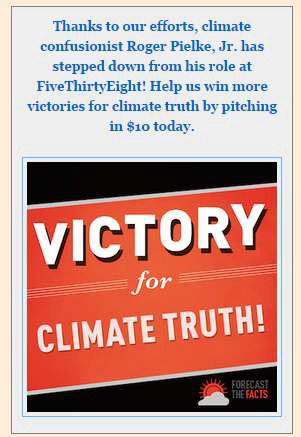 Thanks to our efforts, climate
confusionist Roger Pielke, Jr. has
stepped down from his role at
FiveThirtyEight! Help us win more
victories for climate truth by pitching
in $10 today.
VICTORY
for
CLIMATE TRUTH!
FORECAST
THE FACTS